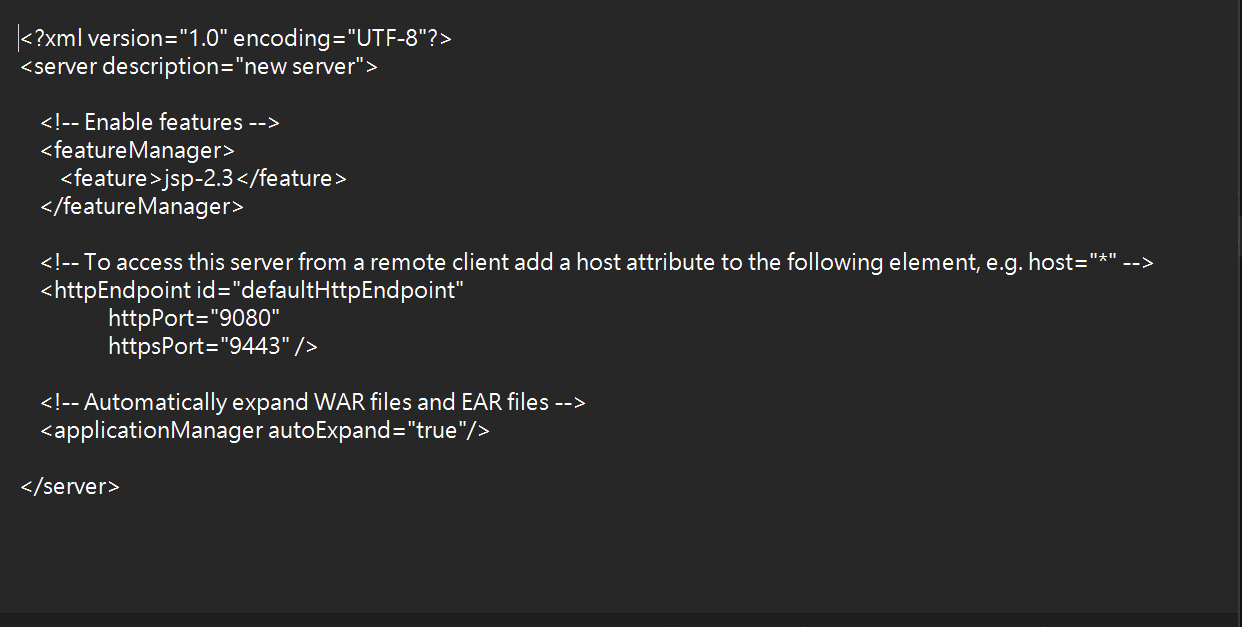 <?xml version="1.0" encoding="UTF-8"?>
<server description="new server">
<!-- Enable features -->
<featureManager>
<feature>jsp-2.3</feature>
</featureManager>
<!-- To access this server from a remote client add a host attribute to the following element, e.g. host="*" -->
<httpEndpoint id="defaultHttpEndpoint"
httpPort="9080"
httpsPort="9443" />
<!-- Automatically expand WAR files and EAR files -->
<applicationManager autoExpand="true"/>
</server>